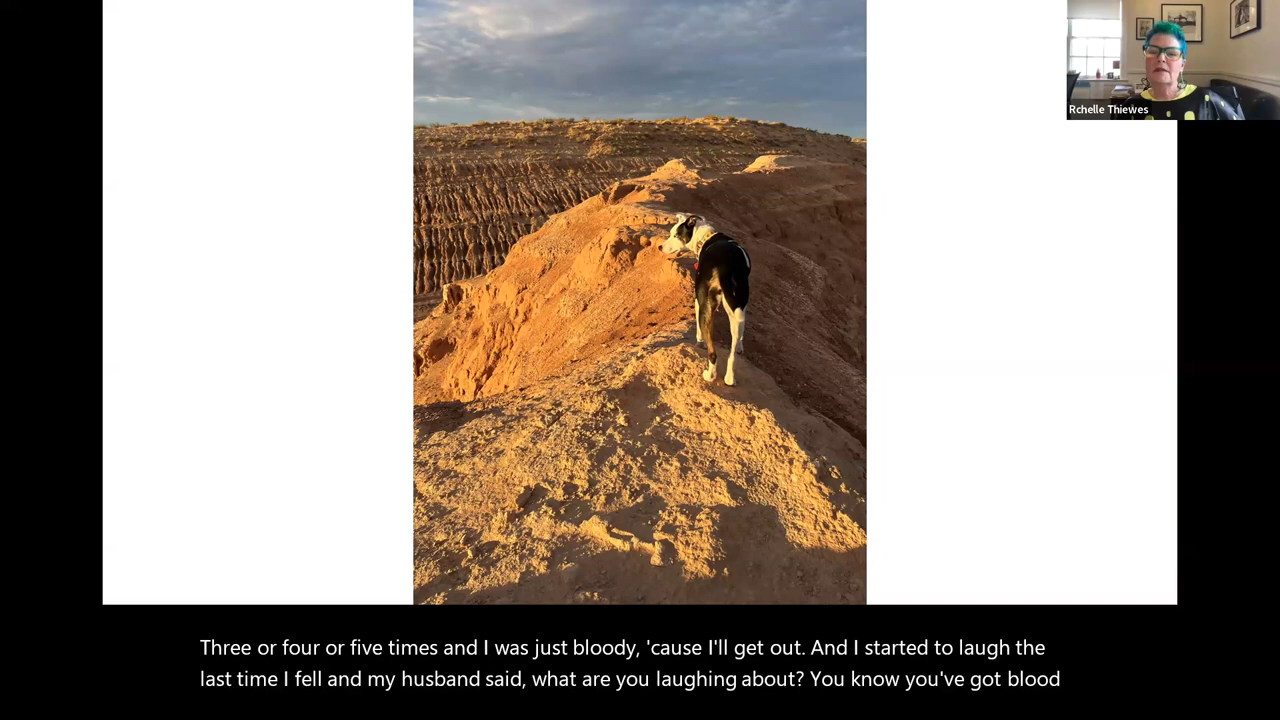 Rchelle Thiewes
Three or four or five times and I was just bloody, 'cause I'll get out. And I started to laugh the
last time I fell and my husband said, what are you laughing about? You know you've got blood